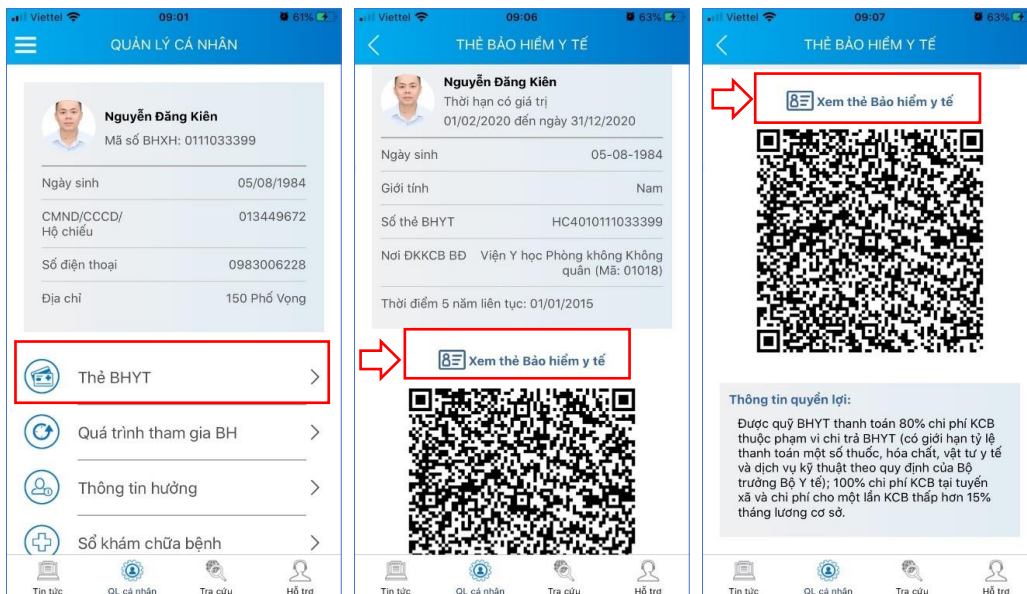 Viettel 09:01 61%
QUẢN LÝ CÁ NHÂN
Nguyễn Đăng Kiên
Mã số BHXH: 0111033399
Ngày sinh 05/08/1984
CMND/CCCD/ 013449672
Hộ chiếu
Số điện thoại 0983006228
Địa chỉ 150 Phố Vọng
Thẻ BHYT
Quá trình tham gia BH
Thông tin hưởng
Sổ khám chữa bệnh
Tin tức QL cá nhân Tra cứu Hỗ trợ
Viettel 09:06 63%
THẺ BẢO HIỂM Y TẾ
Nguyễn Đăng Kiên
Thời hạn có giá trị
01/02/2020 đến ngày 31/12/2020
Ngày sinh 05-08-1984
Giới tính Nam
Số thẻ BHYT HC4010111033399
Nơi ĐKKCB BĐ Viện Y học Phòng không Không
quân (Mã: 01018)
Thời điểm 5 năm liên tục: 01/01/2015
Xem thẻ Bảo hiểm y tế
Tin tức QL cá nhân Tra cứu Hỗ trợ
Viettel 09:07 63%
THẺ BẢO HIỂM Y TẾ
Xem thẻ Bảo hiểm y tế
Thông tin quyền lợi:
Được quỹ BHYT thanh toán 80% chi phí KCB
thuộc phạm vi chi trả BHYT (có giới hạn tỷ lệ
thanh toán một số thuốc, hóa chất, vật tư y tế
và dịch vụ kỹ thuật theo quy định của Bộ
trưởng Bộ Y tế); 100% chi phí KCB tại tuyến
xã và chi phí cho một lần KCB thấp hơn 15%
tháng lương cơ sở.
Tin tức QL cá nhân Tra cứu Hỗ trợ